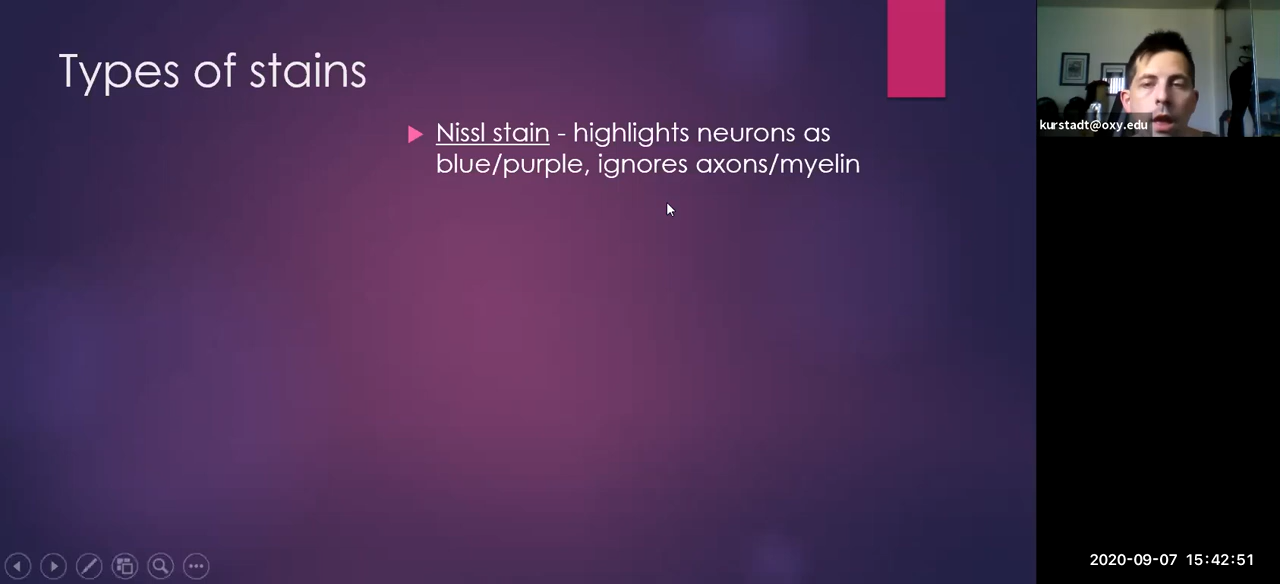 Types of stains
Nissl stain - highlights neurons as
blue/purple, ignores axons/myelin
kurstadt@oxy.edu
2020-09-07 15:42:51